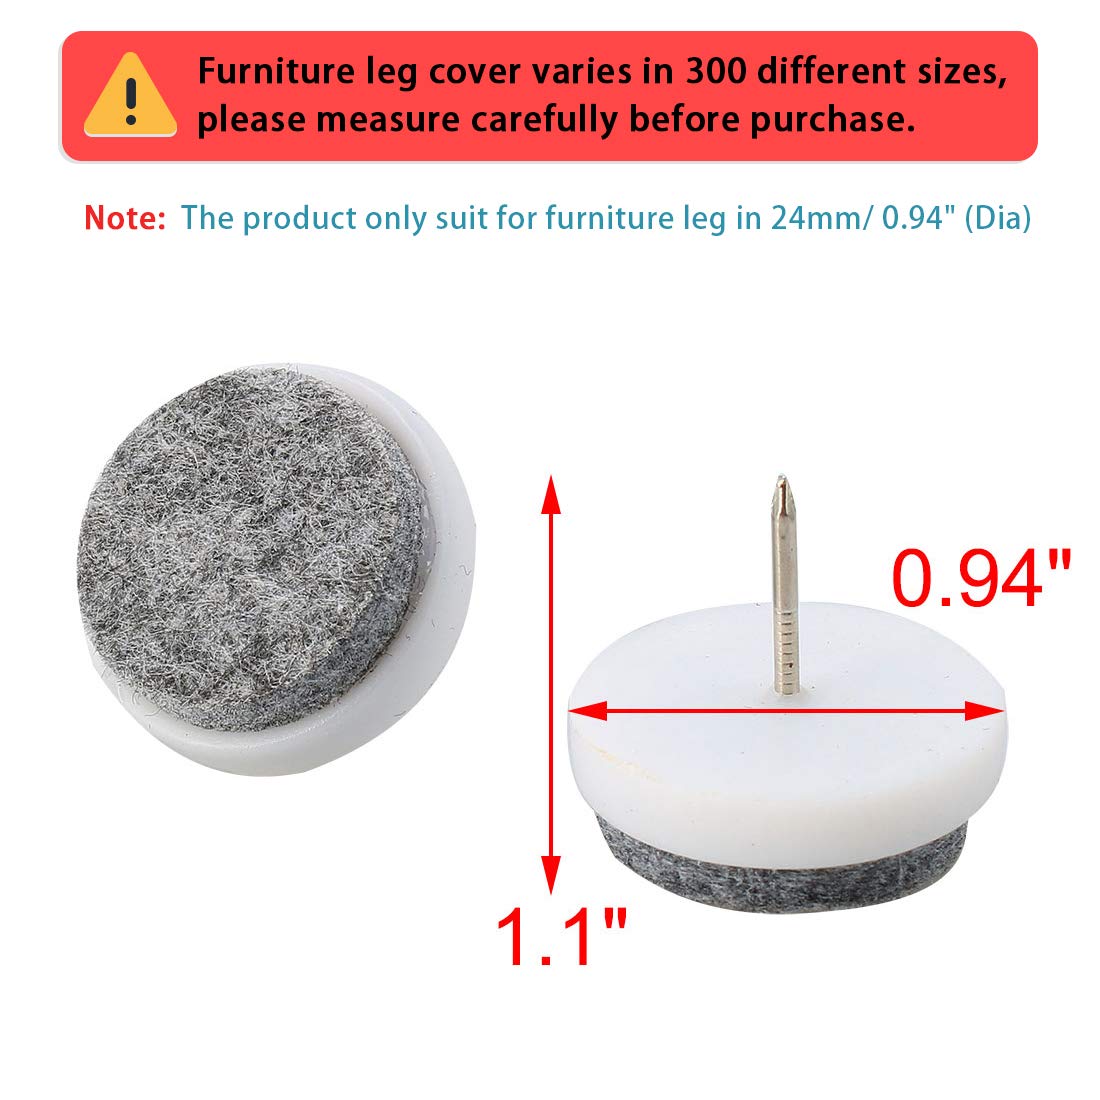 Furniture leg cover varies in 300 different sizes,
please measure carefully before purchase.
Note: The product only suit for furniture leg in 24mm/ 0.94" (Dia)
0.94"
1.1"